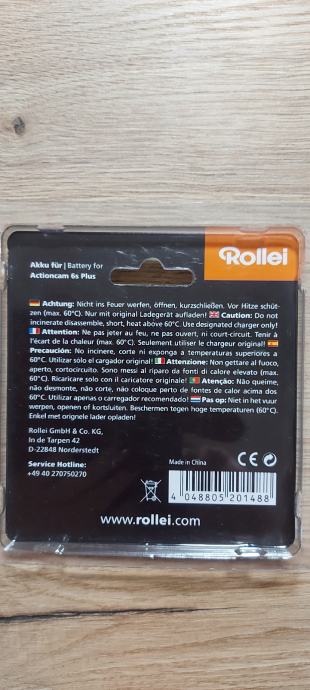 Rollei
Akku für | Battery for
Actioncam 6s Plus
Achtung: Nicht ins Feuer werfen, öffnen, kurzschließen. Vor Hitze schüt-
zen (max. 60°C). Nur mit original Ladegerät aufladen! Caution: Do not
incinerate disassemble, short, heat above 60°C. Use designated charger only!
Attention: Ne pas jeter au feu, ne pas ouvert, ni court-circuit. Tenir à
l'écart de la chaleur (max. 60°C). Seulement utiliser le chargeur original!
Precaución: No incinere, corte ni exponga a temperaturas superiores a
60°C. Utilizar solo el cargador original! Attenzione: Non gettare al fuoco,
aperto, cortocircuito. Sono messi al riparo da fonti di calore elevato (max.
60°C). Ricaricare solo con il caricatore originale! Atenção: Não queime,
não desmonte, não corte, não coloque perto de fontes de calor acima dos
60°C. Utilizar apenas o carregador recomendado! Pas op: Niet in het vuur
werpen, openen of kortsluiten. Beschermen tegen hoge temperaturen (60°C).
Enkel met orignele lader opladen!
Rollei GmbH & Co. KG,
In de Tarpen 42
D-22848 Norderstedt
Service Hotline:
+49 40 270750270
Made in China
CE
4 048805 201488
www.rollei.com